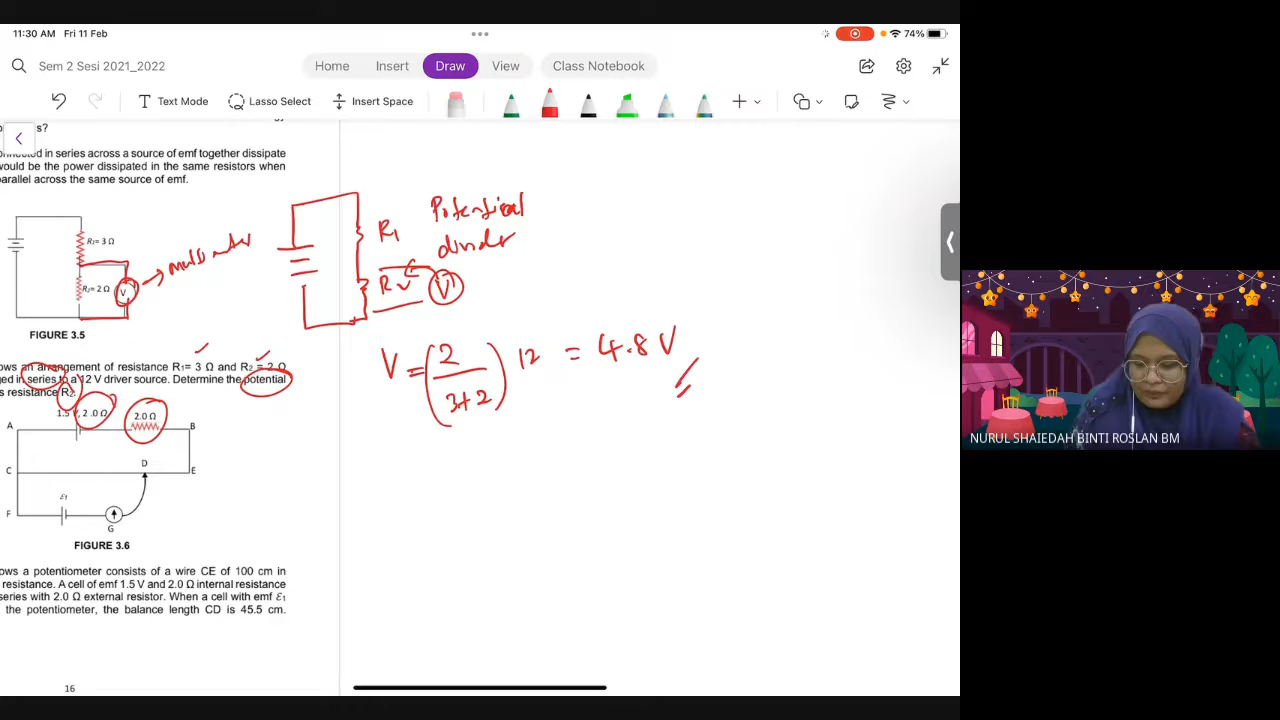 11:30 AM Fri 11 Feb
74%
Sem 2 Sesi 2021_2022
Home Insert Draw View Class Notebook
Text Mode Lasso Select Insert Space
s?
connected in series across a source of emf together dissipate
would be the power dissipated in the same resistors when
parallel across the same source of emf.
R₁= 3 Ω
R₂= 2 Ω
V
multimeter
R₁
R₂
V
Potential
divider
FIGURE 3.5
ows an arrangement of resistance R1= 3 Ω and R2 = 2 Ω
ged in series to a 12 V driver source. Determine the potential
s resistance R2.
V = (2/(3+2)) 12 = 4.8 V
1.5 V, 2.0 Ω
2.0 Ω
A B
C D E
F ε1 G
FIGURE 3.6
ows a potentiometer consists of a wire CE of 100 cm in
resistance. A cell of emf 1.5 V and 2.0 Ω internal resistance
series with 2.0 Ω external resistor. When a cell with emf ε1
the potentiometer, the balance length CD is 45.5 cm.
16
NURUL SHAIEDAH BINTI ROSLAN BM